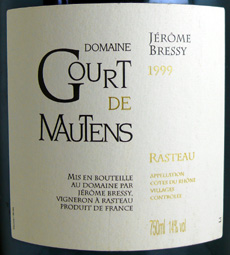 DOMAINE
GOURT
DE
MAUTENS
JÉRÔME
BRESSY
1999
RASTEAU
MIS EN BOUTEILLE
AU DOMAINE PAR
JÉRÔME BRESSY,
VIGNERON À RASTEAU
PRODUIT DE FRANCE
APPELLATION
CÔTES DU RHÔNE
VILLAGES
CONTRÔLÉE
750ml 14% vol